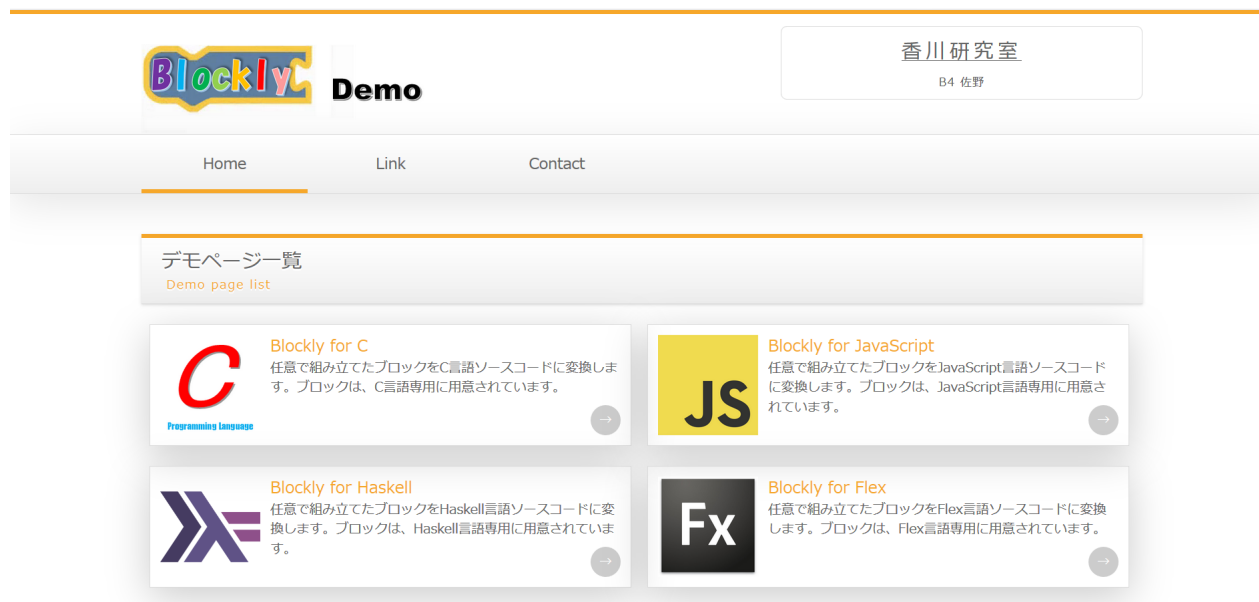 Blockly
Demo
香川研究室
B4 佐野
Home
Link
Contact
デモページ一覧
Demo page list
C
Programming Language
Blockly for C
任意で組み立てたブロックをC言語ソースコードに変換しま
す。ブロックは、C言語専用に用意されています。
→
JS
Blockly for JavaScript
任意で組み立てたブロックをJavaScript言語ソースコード
に変換します。ブロックは、JavaScript言語専用に用意さ
れています。
→
Blockly for Haskell
任意で組み立てたブロックをHaskell言語ソースコードに変
換します。ブロックは、Haskell言語専用に用意されていま
す。
→
Fx
Blockly for Flex
任意で組み立てたブロックをFlex言語ソースコードに変換
します。ブロックは、Flex言語専用に用意されています。
→